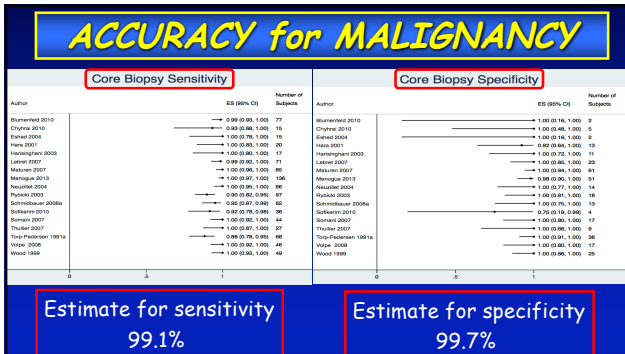 ACCURACY for MALIGNANCY
Core Biopsy Sensitivity
Number of
Author ES (95% CI) Subjects
Blumenfeld 2010 0.99 (0.93, 1.00) 77
Chyhrai 2010 0.93 (0.68, 1.00) 15
Eshed 2004 1.00 (0.78, 1.00) 15
Hara 2001 1.00 (0.83, 1.00) 20
Harisinghani 2003 1.00 (0.80, 1.00) 17
Lebret 2007 0.99 (0.92, 1.00) 71
Maturen 2007 1.00 (0.96, 1.00) 85
Menogue 2013 1.00 (0.97, 1.00) 136
Neuzillet 2004 1.00 (0.95, 1.00) 66
Rybicki 2003 0.90 (0.82, 0.95) 97
Schmidbauer 2008a 0.95 (0.87, 0.99) 62
Sofikerim 2010 0.92 (0.78, 0.98) 36
Somani 2007 1.00 (0.92, 1.00) 44
Thuillier 2007 1.00 (0.87, 1.00) 27
Torp-Pedersen 1991a 0.88 (0.78, 0.95) 68
Volpe 2008 1.00 (0.92, 1.00) 46
Wood 1999 1.00 (0.93, 1.00) 49
0 .5 1
Estimate for sensitivity
99.1%
Core Biopsy Specificity
Number of
Author ES (95% CI) Subjects
Blumenfeld 2010 1.00 (0.16, 1.00) 2
Chyhrai 2010 1.00 (0.48, 1.00) 5
Eshed 2004 1.00 (0.16, 1.00) 2
Hara 2001 0.92 (0.64, 1.00) 13
Harisinghani 2003 1.00 (0.72, 1.00) 11
Lebret 2007 1.00 (0.85, 1.00) 23
Maturen 2007 1.00 (0.94, 1.00) 61
Menogue 2013 0.98 (0.90, 1.00) 51
Neuzillet 2004 1.00 (0.77, 1.00) 14
Rybicki 2003 1.00 (0.81, 1.00) 18
Schmidbauer 2008a 1.00 (0.75, 1.00) 13
Sofikerim 2010 0.75 (0.19, 0.99) 4
Somani 2007 1.00 (0.80, 1.00) 17
Thuillier 2007 1.00 (0.66, 1.00) 9
Torp-Pedersen 1991a 1.00 (0.91, 1.00) 38
Volpe 2008 1.00 (0.80, 1.00) 17
Wood 1999 1.00 (0.86, 1.00) 25
0 .5 1
Estimate for specificity
99.7%